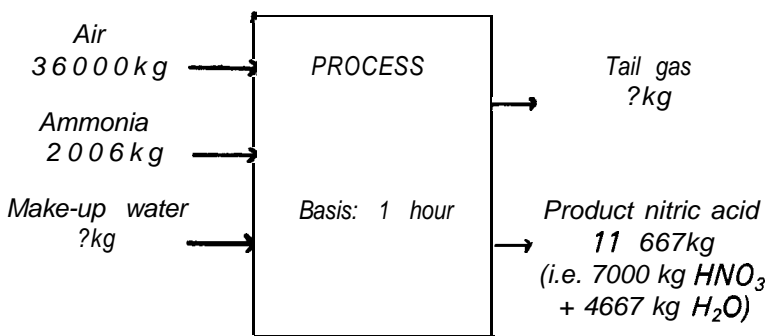 Air
36000kg
PROCESS
Tail gas
?kg
Ammonia
2006kg
Make-up water
?kg
Basis: 1 hour
Product nitric acid
11 667kg
(i.e. 7000 kg HNO₃
+ 4667 kg H₂O)